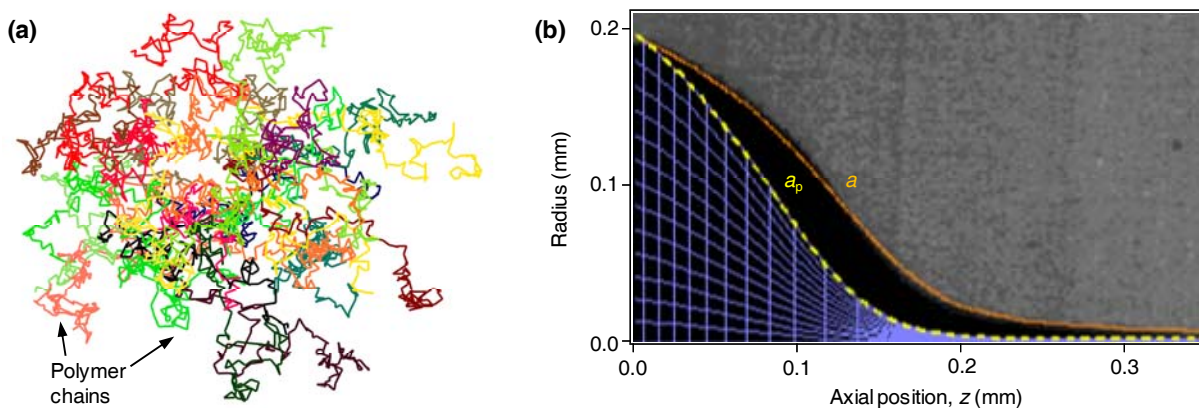 (a)
Polymer
chains
(b)
Radius (mm)
0.2
0.1
0.0
aₚ
a
0.0
0.1
0.2
0.3
Axial position, z (mm)